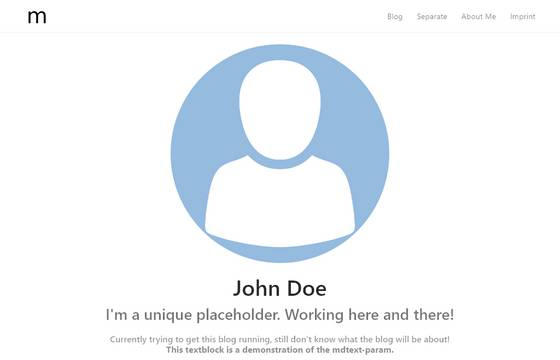 m
Blog Separate About Me Imprint
John Doe
I'm a unique placeholder. Working here and there!
Currently trying to get this blog running, still don't know what the blog will be about!
This textblock is a demonstration of the mdtext-param.